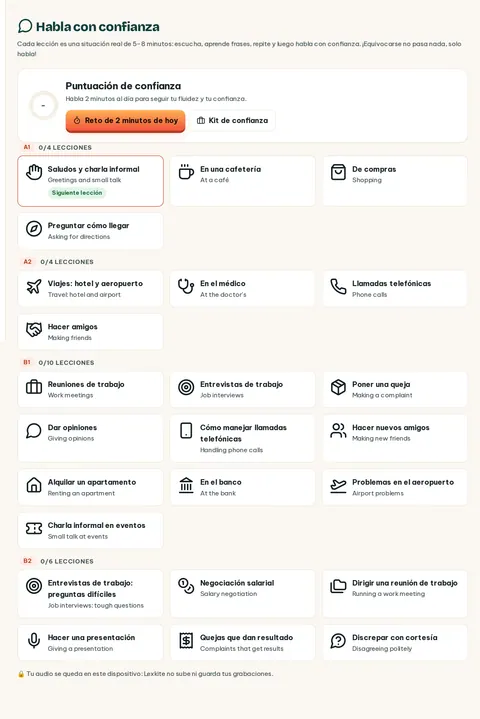 Habla con confianza
Cada lección es una situación real de 5–8 minutos: escucha, aprende frases, repite y luego habla con confianza. ¡Equivocarse no pasa nada, solo
habla!
Puntuación de confianza
Habla 2 minutos al día para seguir tu fluidez y tu confianza.
-
Reto de 2 minutos de hoy
Kit de confianza
A1 0/4 LECCIONES
Saludos y charla informal
Greetings and small talk
Siguiente lección
En una cafetería
At a café
De compras
Shopping
Preguntar cómo llegar
Asking for directions
A2 0/4 LECCIONES
Viajes: hotel y aeropuerto
Travel: hotel and airport
En el médico
At the doctor's
Llamadas telefónicas
Phone calls
Hacer amigos
Making friends
B1 0/10 LECCIONES
Reuniones de trabajo
Work meetings
Entrevistas de trabajo
Job interviews
Poner una queja
Making a complaint
Dar opiniones
Giving opinions
Cómo manejar llamadas
telefónicas
Handling phone calls
Hacer nuevos amigos
Making new friends
Alquilar un apartamento
Renting an apartment
En el banco
At the bank
Problemas en el aeropuerto
Airport problems
Charla informal en eventos
Small talk at events
B2 0/6 LECCIONES
Entrevistas de trabajo:
preguntas difíciles
Job interviews: tough questions
Negociación salarial
Salary negotiation
Dirigir una reunión de trabajo
Running a work meeting
Hacer una presentación
Giving a presentation
Quejas que dan resultado
Complaints that get results
Discrepar con cortesía
Disagreeing politely
🔒 Tu audio se queda en este dispositivo: Lexkite no sube ni guarda tus grabaciones.